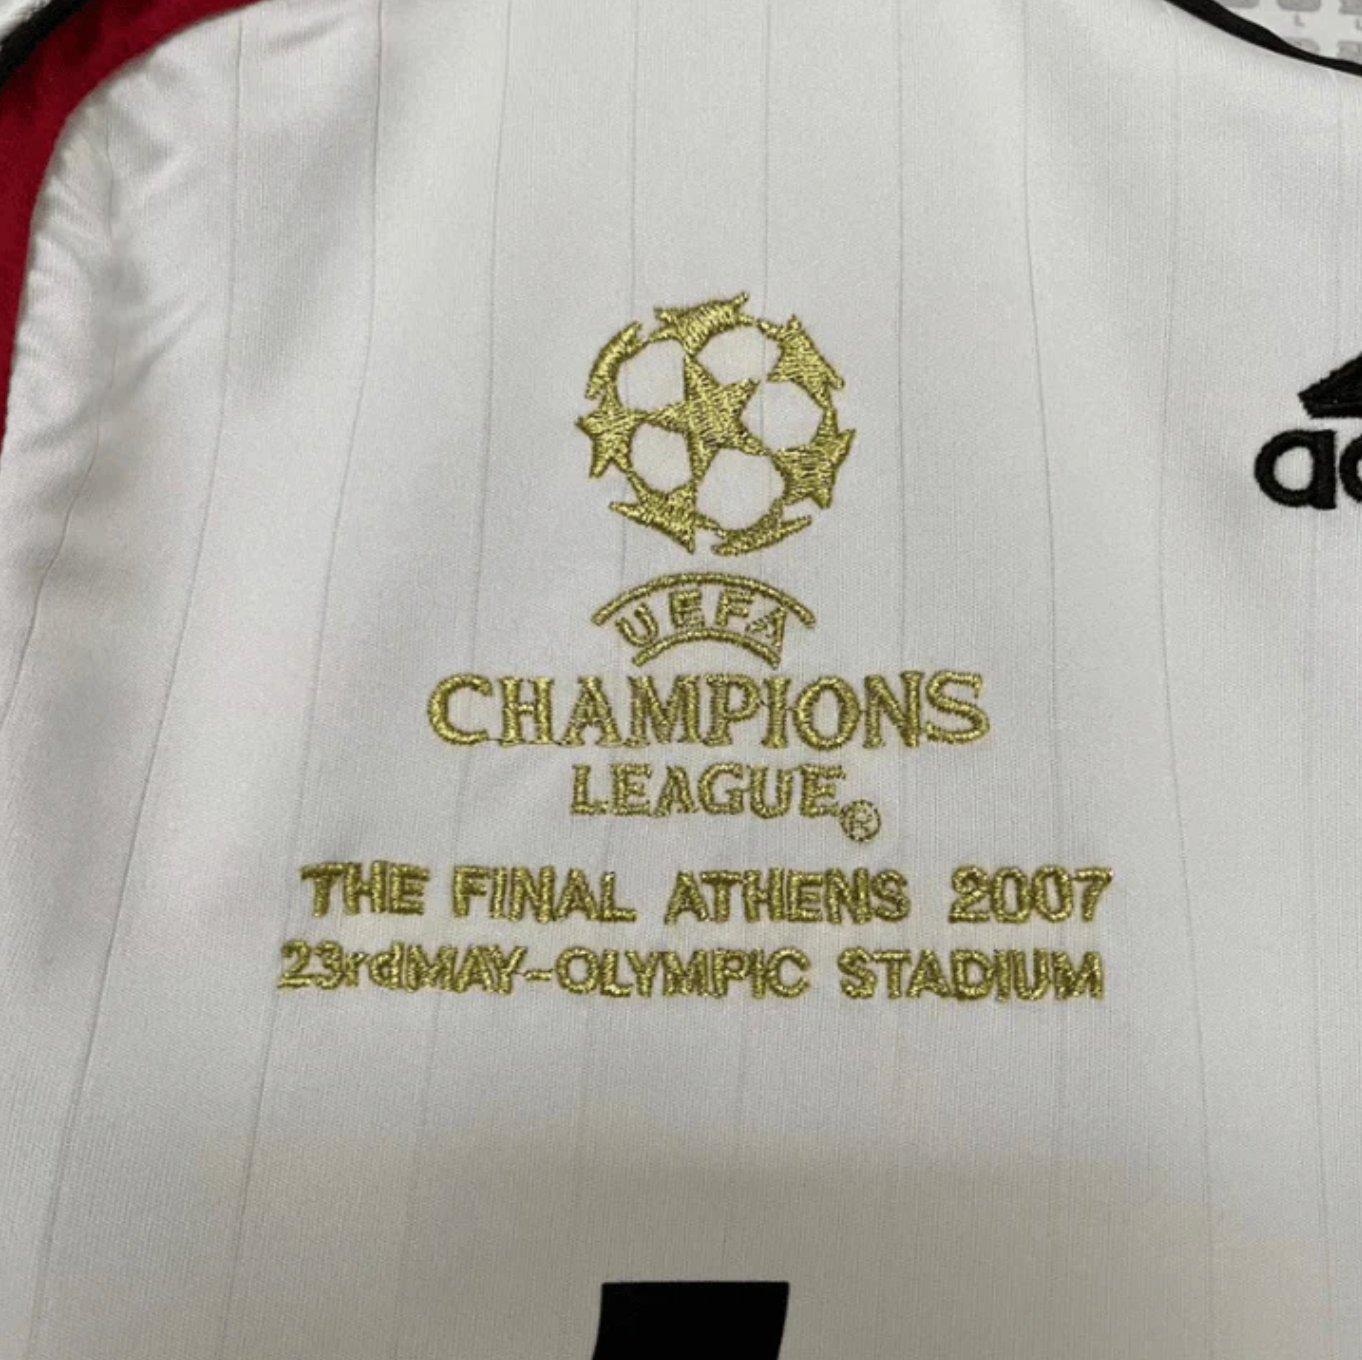 UEFA
CHAMPIONS
LEAGUE®
THE FINAL ATHENS 2007
23rdMAY-OLYMPIC STADIUM